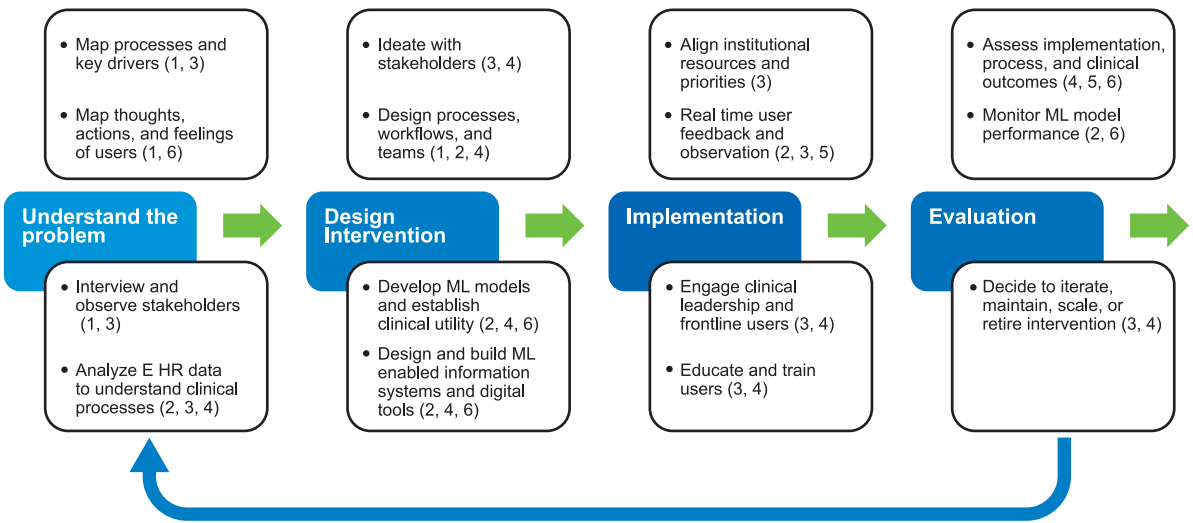 • Map processes and
key drivers (1, 3)
• Map thoughts,
actions, and feelings
of users (1, 6)
Understand the
problem
• Interview and
observe stakeholders
(1, 3)
• Analyze E HR data
to understand clinical
processes (2, 3, 4)
• Ideate with
stakeholders (3, 4)
• Design processes,
workflows, and
teams (1, 2, 4)
Design
Intervention
• Develop ML models
and establish
clinical utility (2, 4, 6)
• Design and build ML
enabled information
systems and digital
tools (2, 4, 6)
• Align institutional
resources and
priorities (3)
• Real time user
feedback and
observation (2, 3, 5)
Implementation
• Engage clinical
leadership and
frontline users (3, 4)
• Educate and train
users (3, 4)
• Assess implementation,
process, and clinical
outcomes (4, 5, 6)
• Monitor ML model
performance (2, 6)
Evaluation
• Decide to iterate,
maintain, scale, or
retire intervention (3, 4)